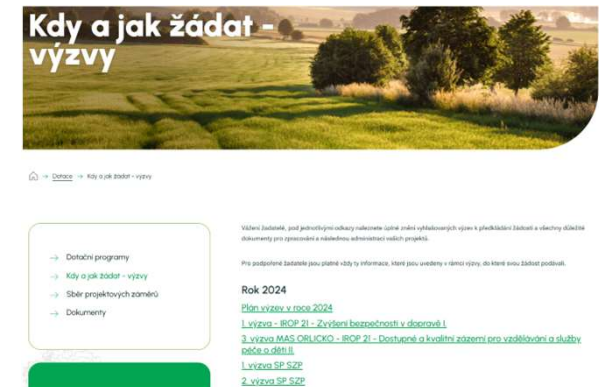 Kdy a jak žádat -
výzvy
Dotace → Kdy a jak žádat - výzvy
→ Dotační programy
→ Kdy a jak žádat - výzvy
→ Sběr projektových záměrů
→ Dokumenty
Vážení žadatelé, pod jednotlivými odkazy naleznete úplné znění vyhlašovaných výzev k předkládání žádostí a všechny důležité
dokumenty pro zpracování a následnou administraci vašich projektů.
Pro podpořené žadatele jsou platné vždy ty informace, které jsou uvedeny v rámci výzvy, do které svou žádost podávali.
Rok 2024
Plán výzev v roce 2024
1. výzva - IROP 21 - Zvýšení bezpečnosti v dopravě I.
3. výzva MAS ORLICKO - IROP 21 - Dostupné a kvalitní zázemí pro vzdělávání a služby
péče o děti II.
1. výzva SP SZP
2. výzva SP SZP